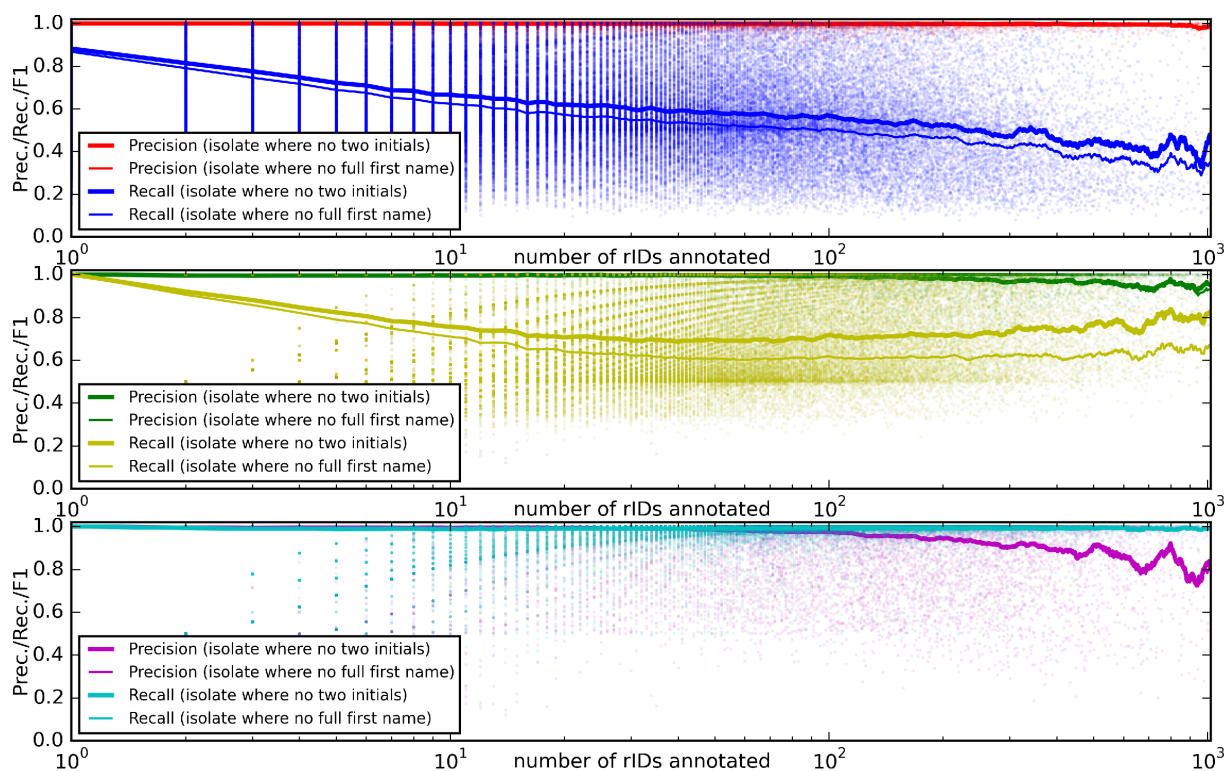 Prec./Rec./F1
1.0
0.8
0.6
0.4
0.2
0.0
Precision (isolate where no two initials)
Precision (isolate where no full first name)
Recall (isolate where no two initials)
Recall (isolate where no full first name)
10^0 10^1 10^2 10^3
number of rIDs annotated
Prec./Rec./F1
1.0
0.8
0.6
0.4
0.2
0.0
Precision (isolate where no two initials)
Precision (isolate where no full first name)
Recall (isolate where no two initials)
Recall (isolate where no full first name)
10^0 10^1 10^2 10^3
number of rIDs annotated
Prec./Rec./F1
1.0
0.8
0.6
0.4
0.2
0.0
Precision (isolate where no two initials)
Precision (isolate where no full first name)
Recall (isolate where no two initials)
Recall (isolate where no full first name)
10^0 10^1 10^2 10^3
number of rIDs annotated